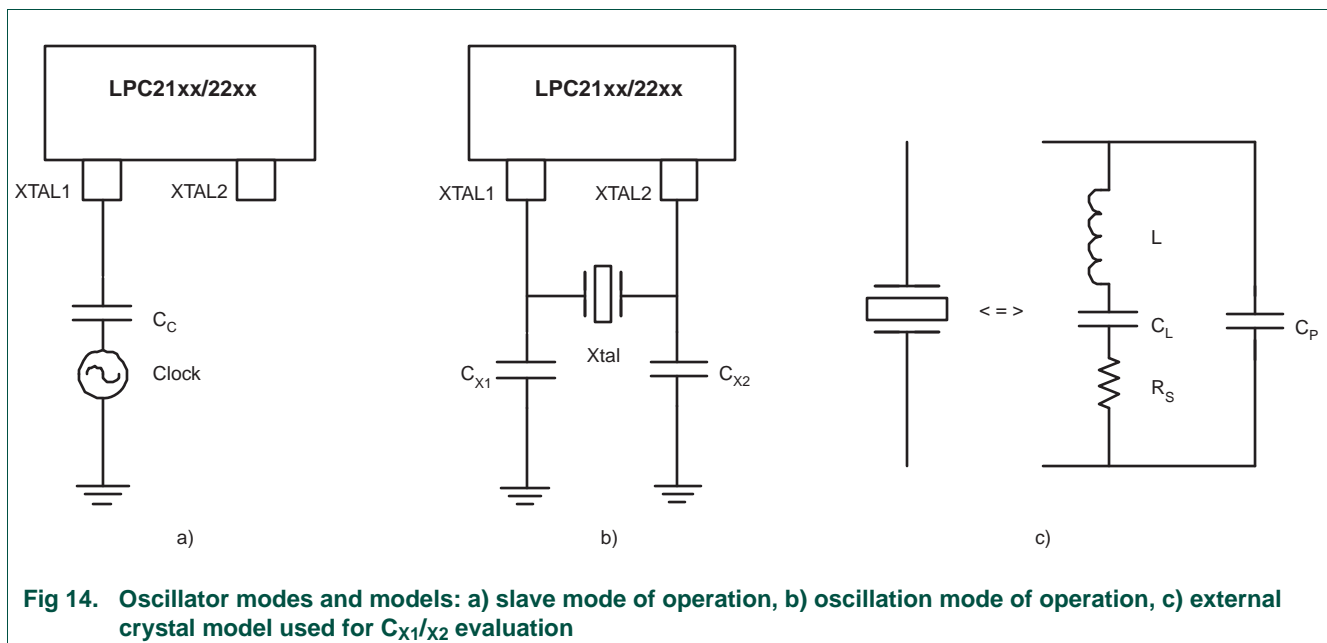 LPC21xx/22xx
XTAL1
XTAL2
C_C
Clock
a)
LPC21xx/22xx
XTAL1
XTAL2
Xtal
C_X1
C_X2
b)
< = >
L
C_L
R_S
C_P
c)
Fig 14. Oscillator modes and models: a) slave mode of operation, b) oscillation mode of operation, c) external
crystal model used for C_X1/X2 evaluation